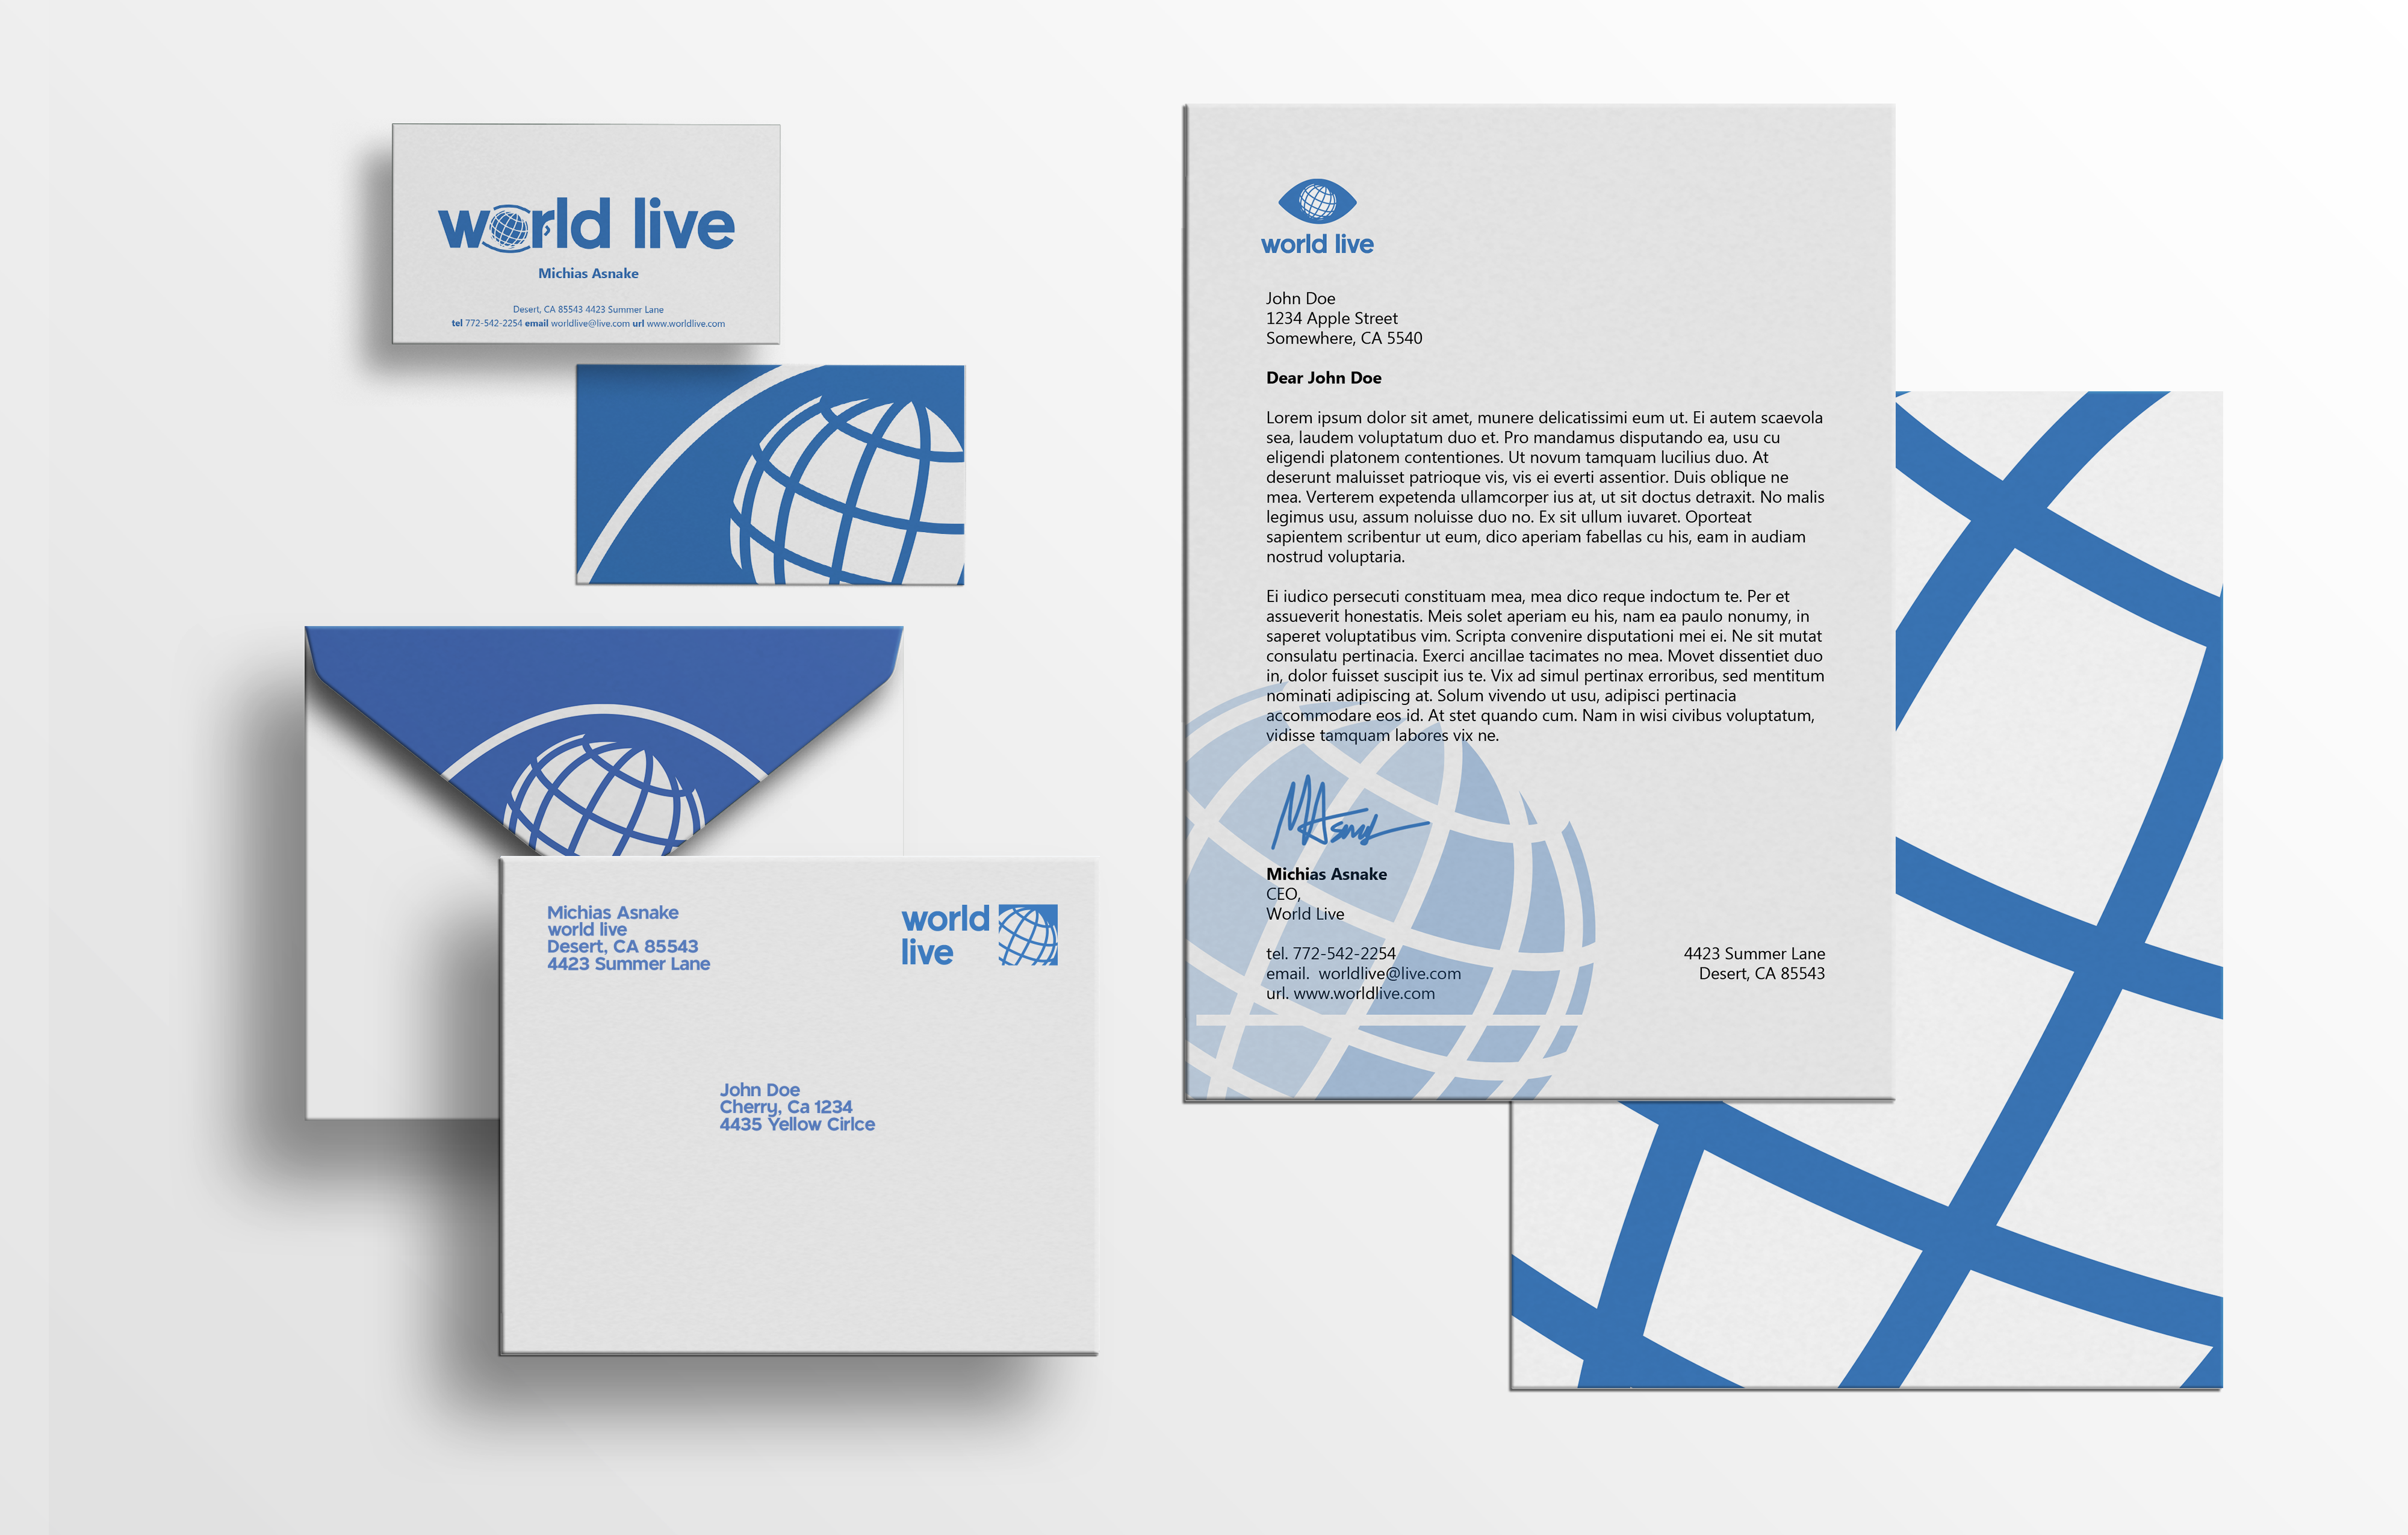 world live
Michias Asnake
Desert, CA 85543 4423 Summer Lane
tel 772-542-2254 email worldlive@live.com url www.worldlive.com
Michias Asnake
world live
Desert, CA 85543
4423 Summer Lane
world
live
John Doe
Cherry, Ca 1234
4435 Yellow Cirlce
world live
John Doe
1234 Apple Street
Somewhere, CA 5540
Dear John Doe
Lorem ipsum dolor sit amet, munere delicatissimi eum ut. Ei autem scaevola
sea, laudem voluptatum duo et. Pro mandamus disputando ea, usu cu
eligendi platonem contentiones. Ut novum tamquam lucilius duo. At
deserunt maluisset patrioque vis, vis ei everti assentior. Duis oblique ne
mea. Verterem expetenda ullamcorper ius at, ut sit doctus detraxit. No malis
legimus usu, assum noluisse duo no. Ex sit ullum iuvaret. Oporteat
sapientem scribentur ut eum, dico aperiam fabellas cu his, eam in audiam
nostrud voluptaria.
Ei iudico persecuti constituam mea, mea dico reque indoctum te. Per et
assueverit honestatis. Meis solet aperiam eu his, nam ea paulo nonumy, in
saperet voluptatibus vim. Scripta convenire disputationi mei ei. Ne sit mutat
consulatu pertinacia. Exerci ancillae tacimates no mea. Movet dissentiet duo
in, dolor fuisset suscipit ius te. Vix ad simul pertinax erroribus, sed mentitum
nominati adipiscing at. Solum vivendo ut usu, adipisci pertinacia
accommodare eos id. At stet quando cum. Nam in wisi civibus voluptatum,
vidisse tamquam labores vix ne.
Michias Asnake
CEO,
World Live
tel. 772-542-2254
email. worldlive@live.com
url. www.worldlive.com
4423 Summer Lane
Desert, CA 85543